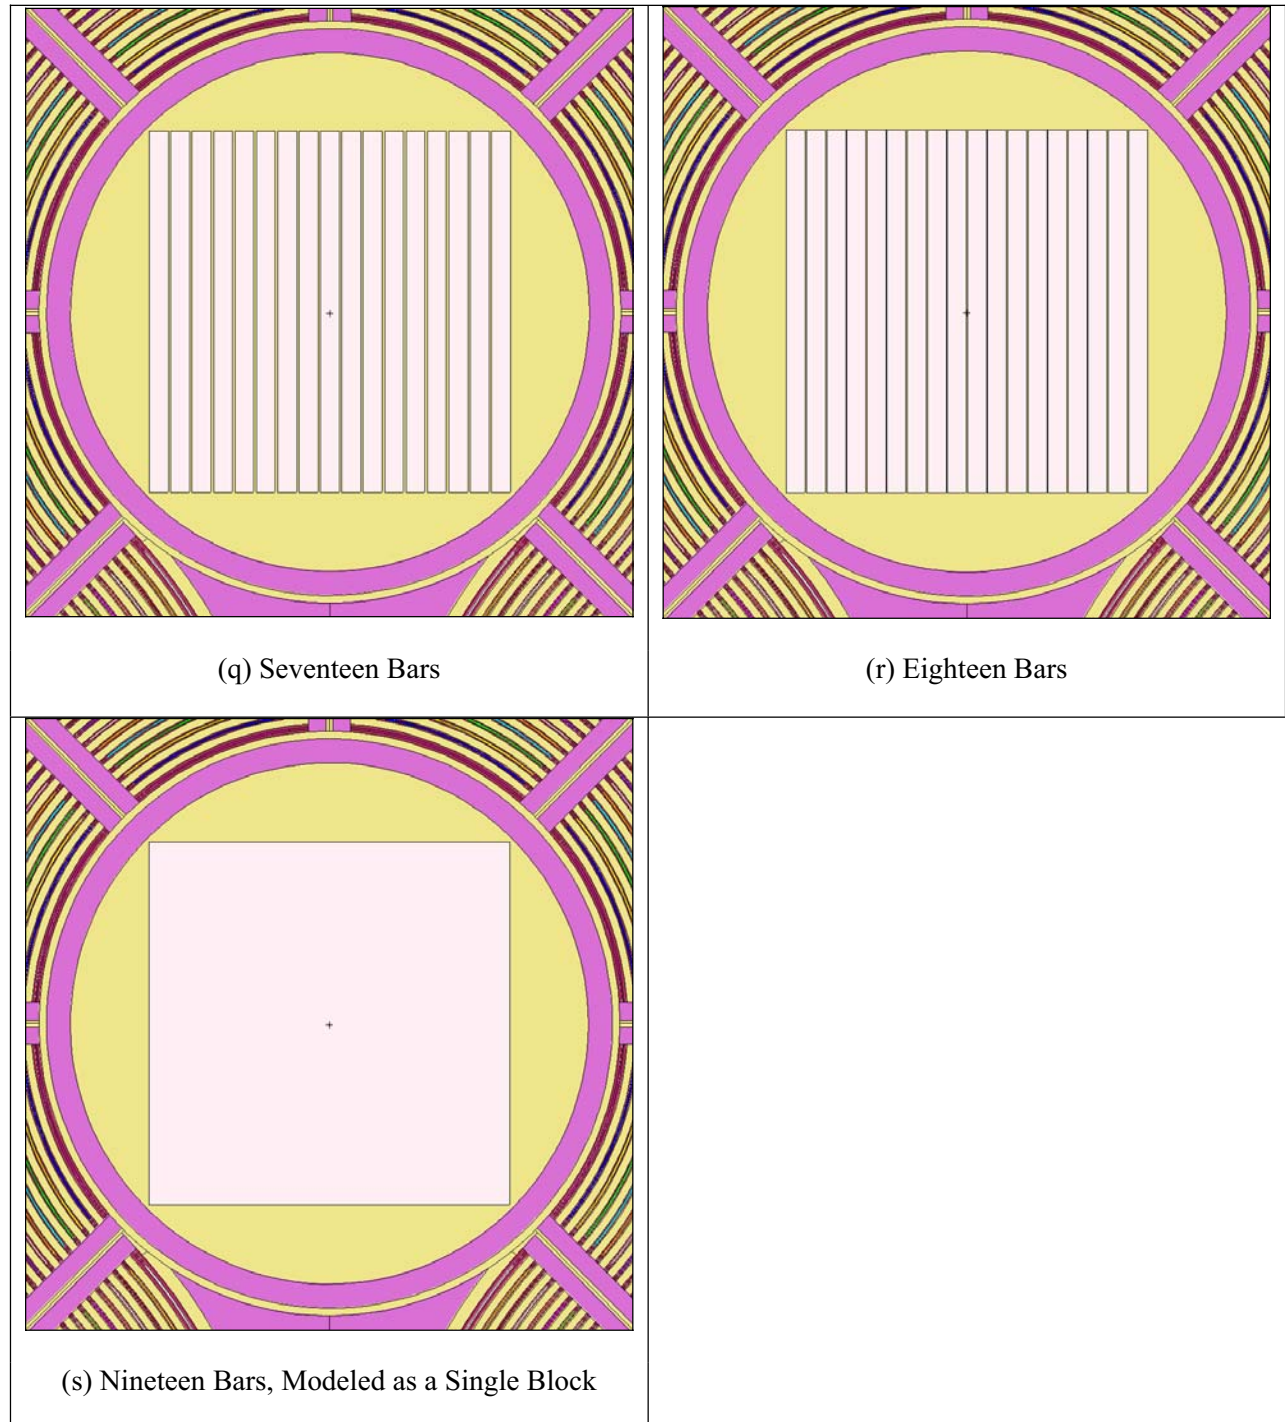 (q) Seventeen Bars
(r) Eighteen Bars
(s) Nineteen Bars, Modeled as a Single Block